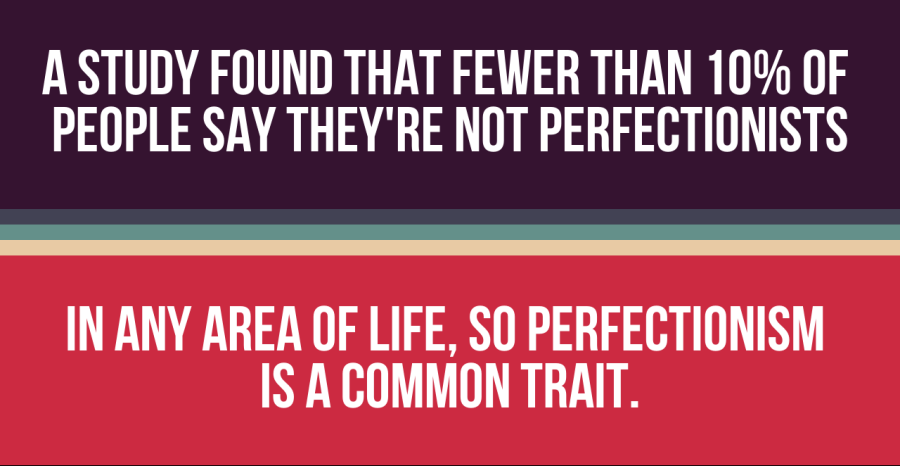 A STUDY FOUND THAT FEWER THAN 10% OF
PEOPLE SAY THEY'RE NOT PERFECTIONISTS
IN ANY AREA OF LIFE, SO PERFECTIONISM
IS A COMMON TRAIT.